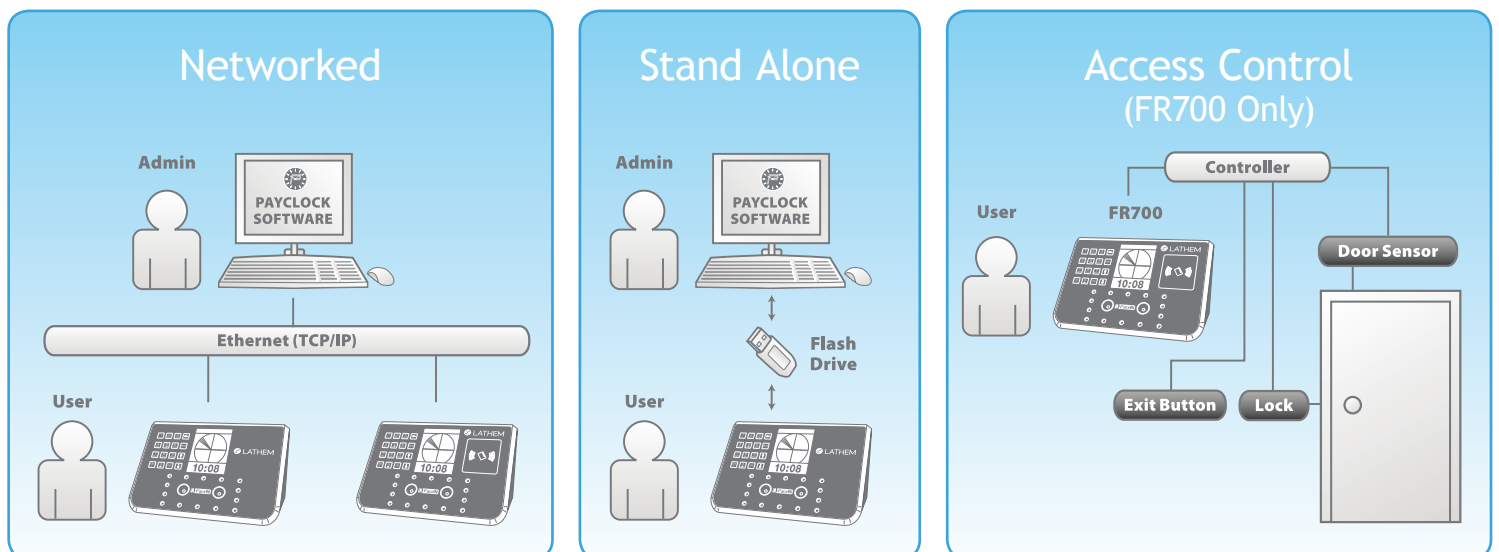 Networked
Admin
PAYCLOCK
SOFTWARE
Ethernet (TCP/IP)
User
LATHEM
10:08
LATHEM
10:08
Stand Alone
Admin
PAYCLOCK
SOFTWARE
Flash
Drive
User
LATHEM
10:08
Access Control
(FR700 Only)
Controller
User
FR700
LATHEM
10:08
Door Sensor
Exit Button
Lock